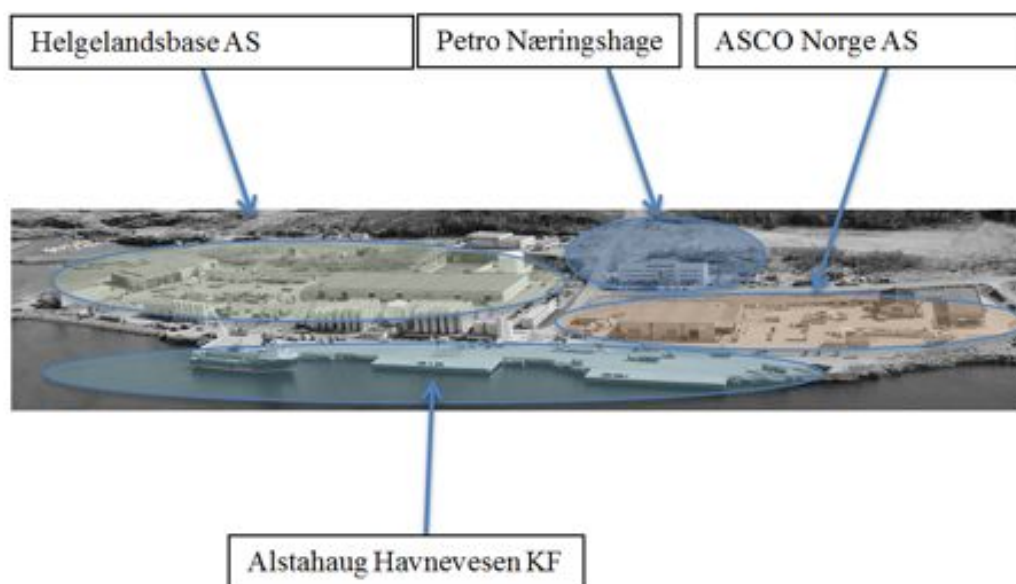 Helgelandsbase AS
Petro Næringshage
ASCO Norge AS
Alstahaug Havnevesen KF